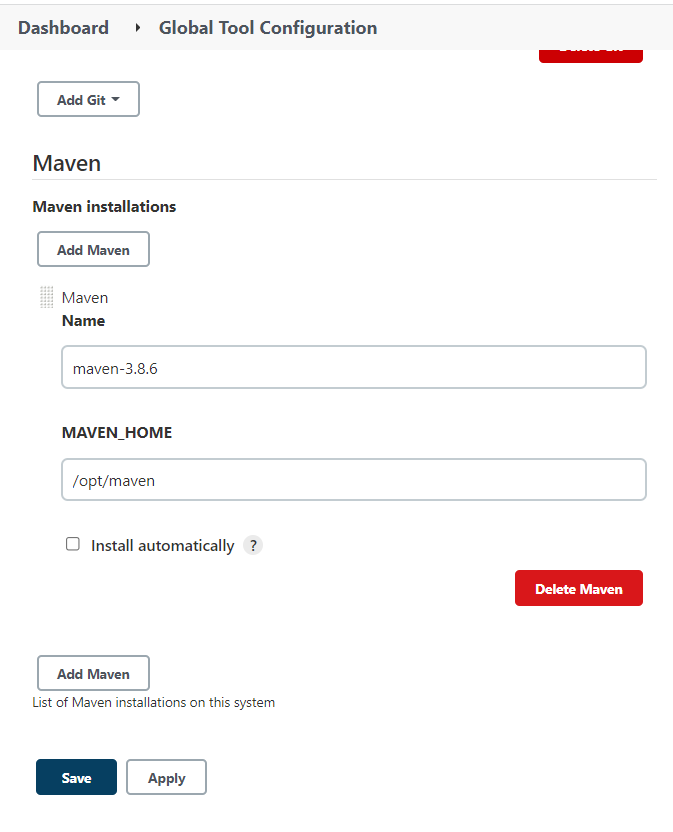 Dashboard Global Tool Configuration
Add Git
Maven
Maven installations
Add Maven
Maven
Name
maven-3.8.6
MAVEN_HOME
/opt/maven
Install automatically ?
Delete Maven
Add Maven
List of Maven installations on this system
Save Apply